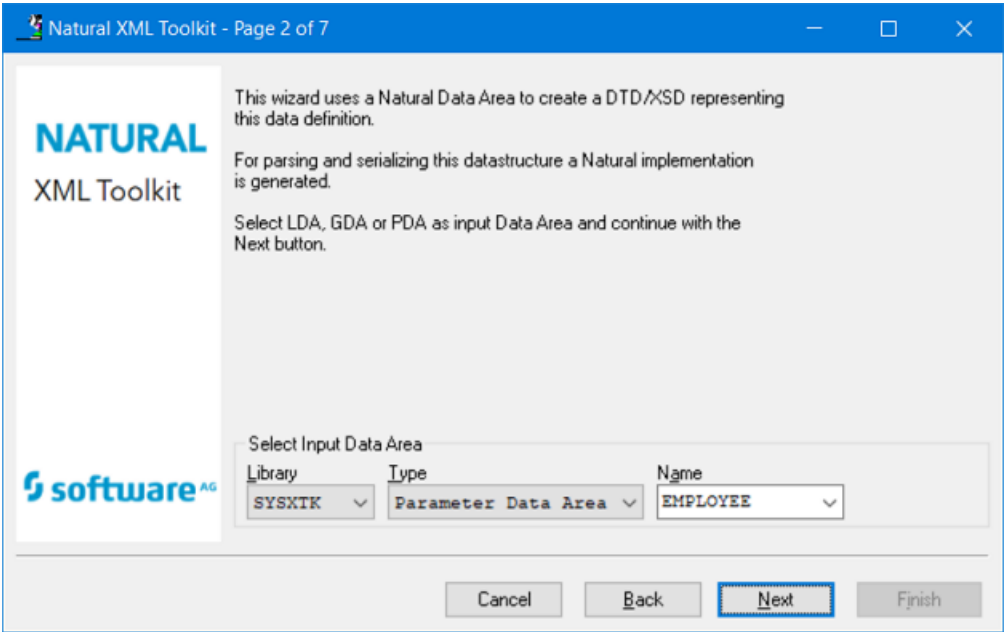 Natural XML Toolkit - Page 2 of 7
NATURAL
XML Toolkit
This wizard uses a Natural Data Area to create a DTD/XSD representing
this data definition.
For parsing and serializing this datastructure a Natural implementation
is generated.
Select LDA, GDA or PDA as input Data Area and continue with the
Next button.
software AG
Select Input Data Area
Library Type Name
SYSXTK Parameter Data Area EMPLOYEE
Cancel Back Next Finish